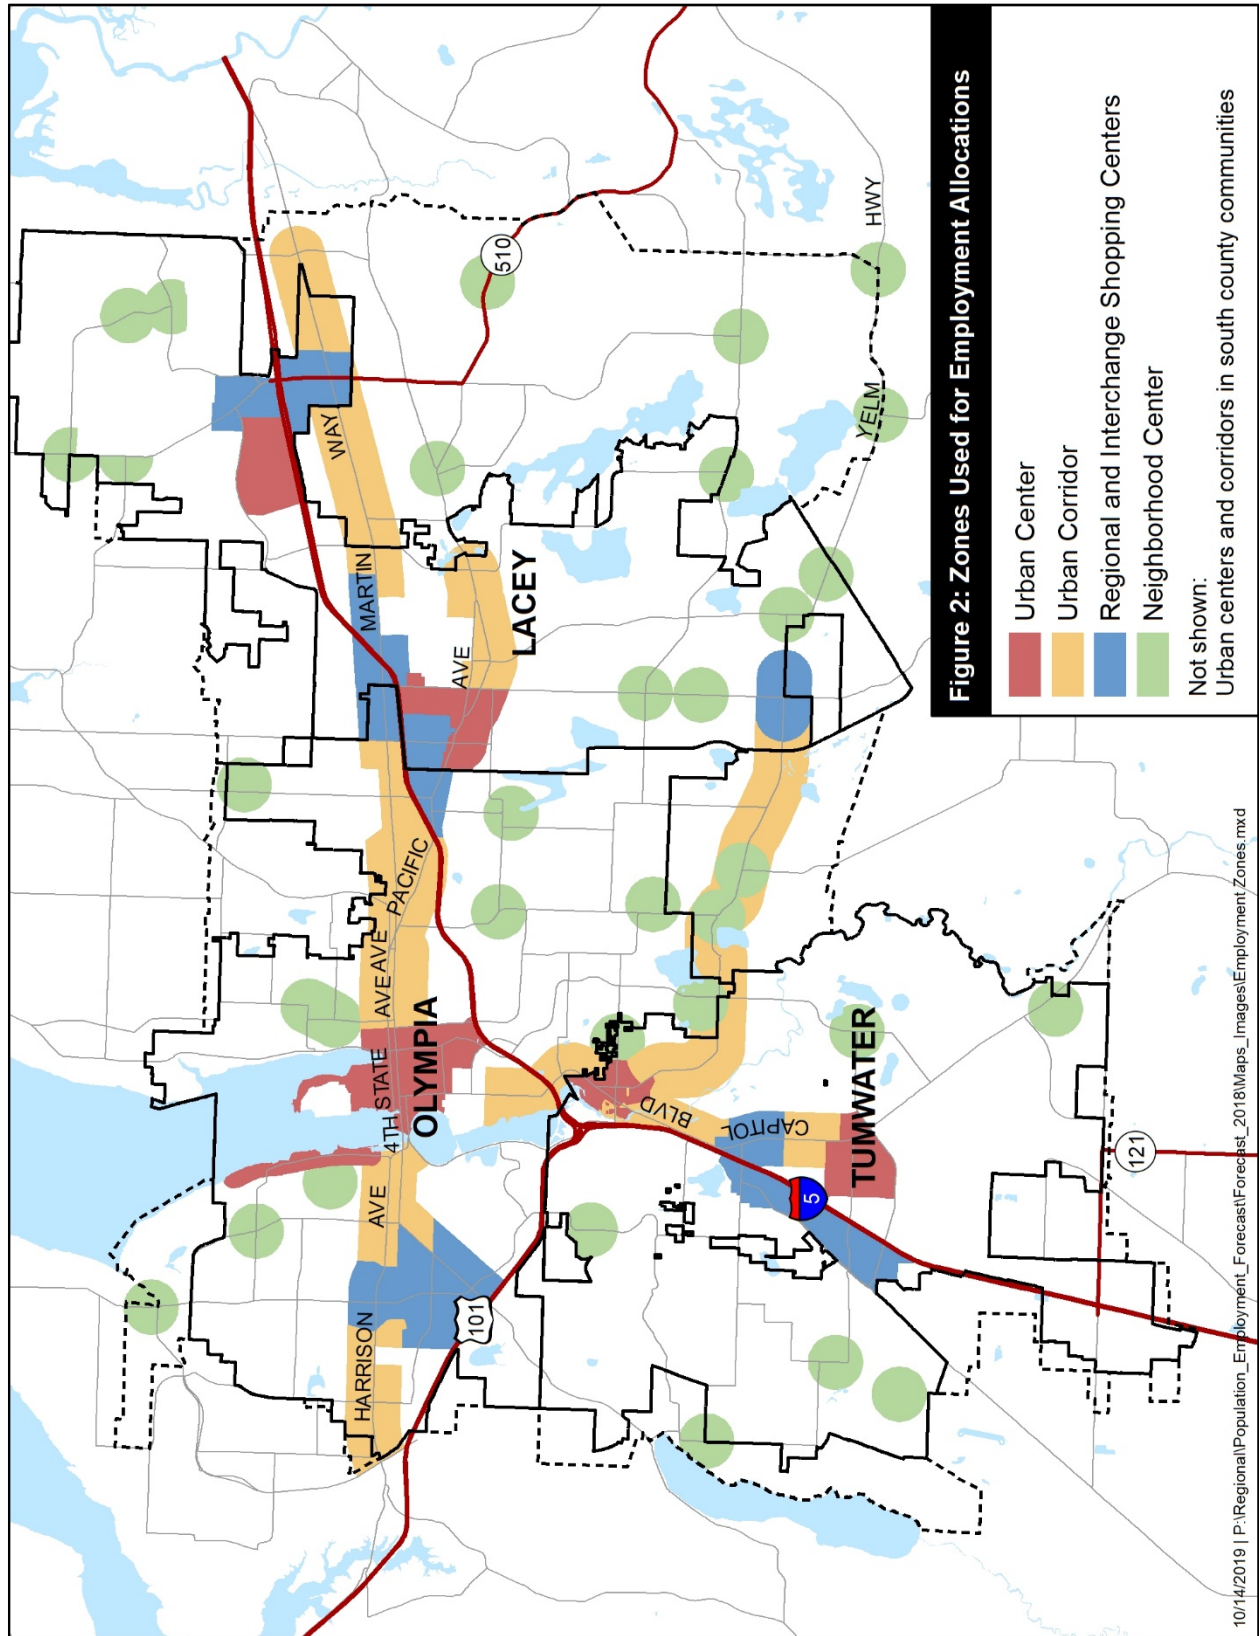 HARRISON
AVE
4TH
STATE
AVE
AVE
PACIFIC
MARTIN
WAY
OLYMPIA
AVE
LACEY
101
510
BLVD
CAPITOL
5
TUMWATER
YELM
HWY
121
Figure 2: Zones Used for Employment Allocations
Urban Center
Urban Corridor
Regional and Interchange Shopping Centers
Neighborhood Center
Not shown:
Urban centers and corridors in south county communities
10/14/2019 | P:\Regional\Population_Employment_Forecast\Forecast_2018\Maps_Images\Employment Zones.mxd